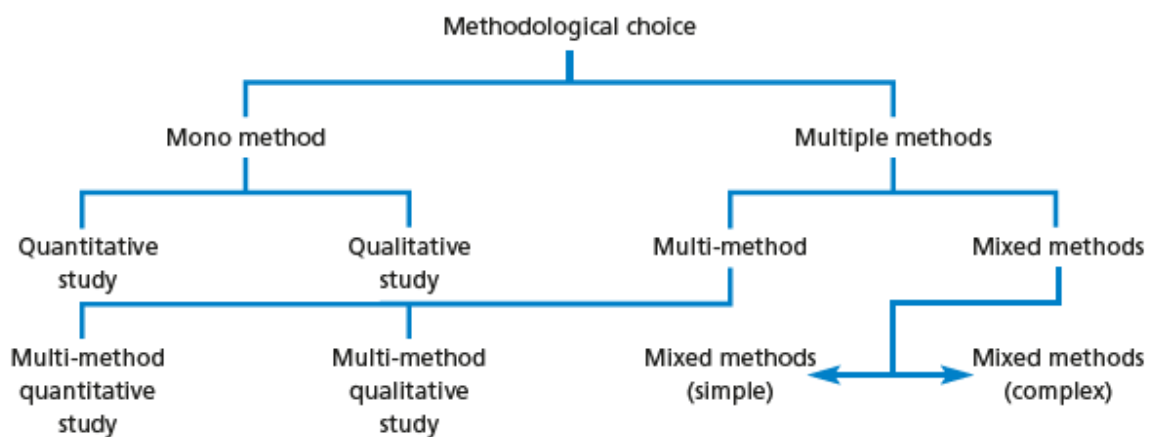 Methodological choice
Mono method
Multiple methods
Quantitative
study
Qualitative
study
Multi-method
Mixed methods
Multi-method
quantitative
study
Multi-method
qualitative
study
Mixed methods
(simple)
Mixed methods
(complex)